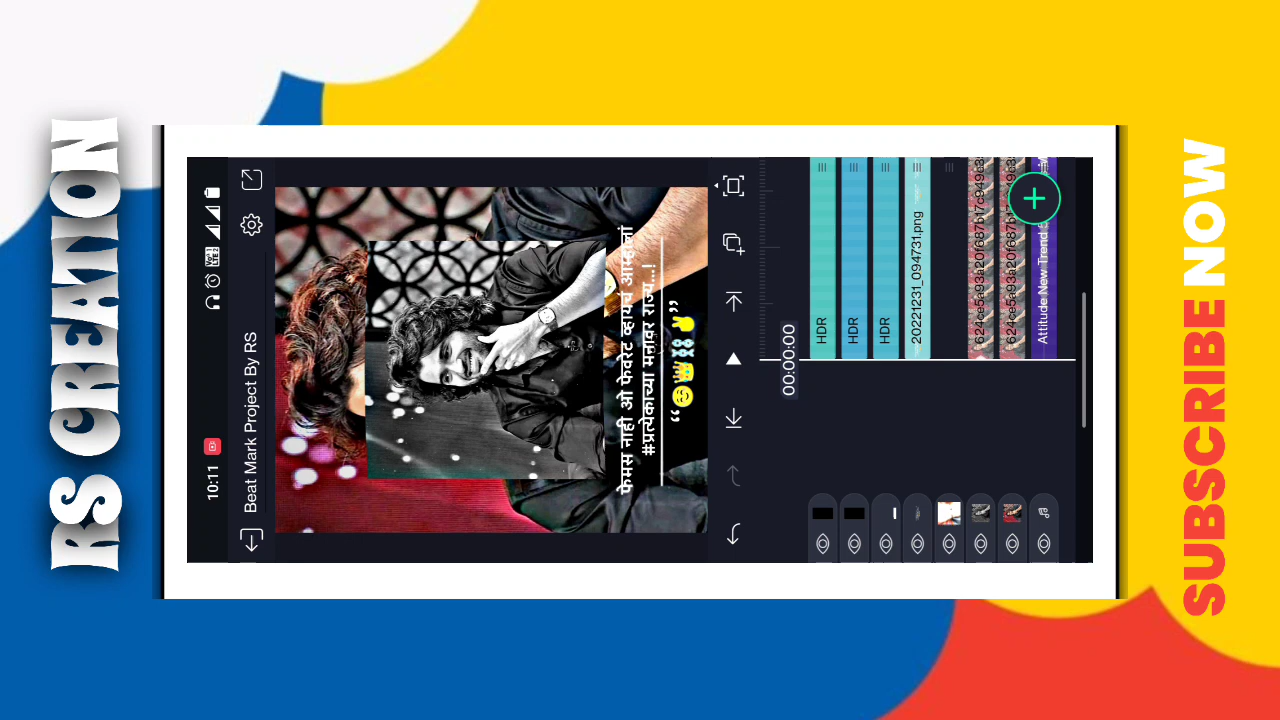 RS CREATION
10:11
Beat Mark Project By RS
फेमस नाही ओ फेवरेट व्हायचं आम्हाला
#प्रत्येकाच्या मनावर राज्य...!
“😊👑⛓️🤟”
00:00:00
HDR
HDR
HDR
20221231_094731.png
Attitude New Trend
SUBSCRIBE NOW